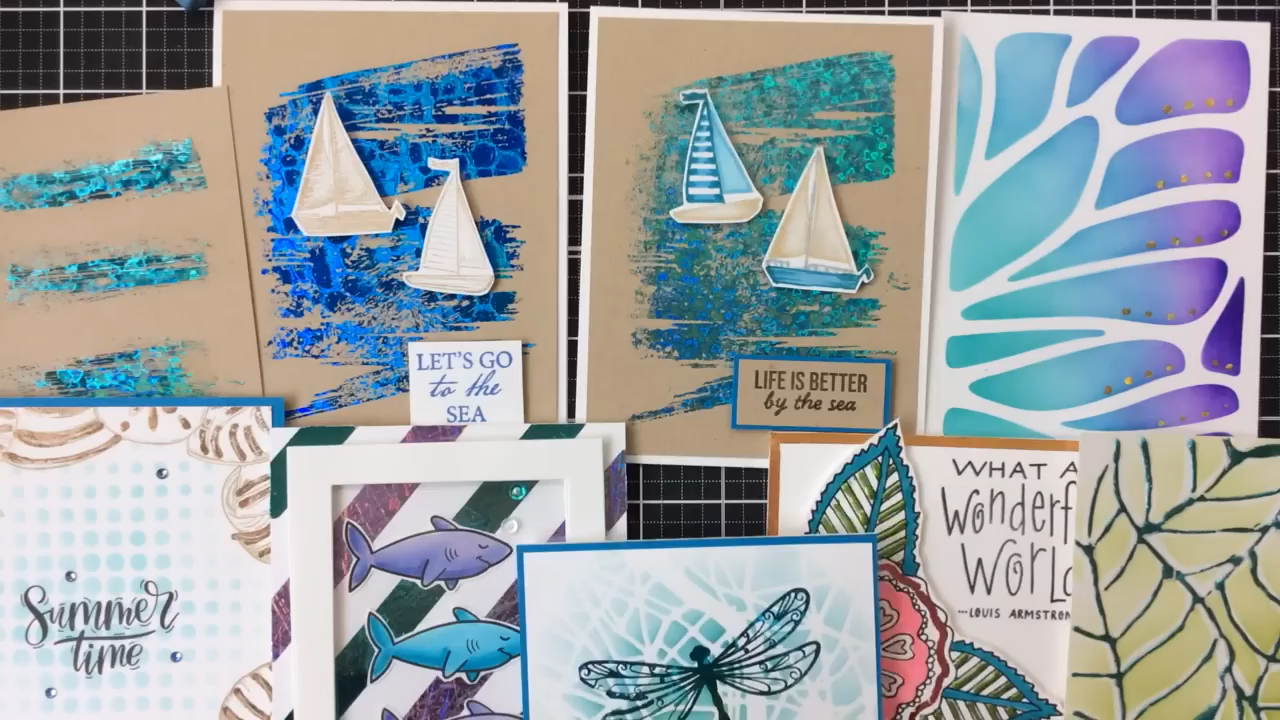 LET'S GO
to the
SEA
LIFE IS BETTER
by the sea
Summer
time
WHAT A
Wonderf
WORL
...LOUIS ARMSTRON